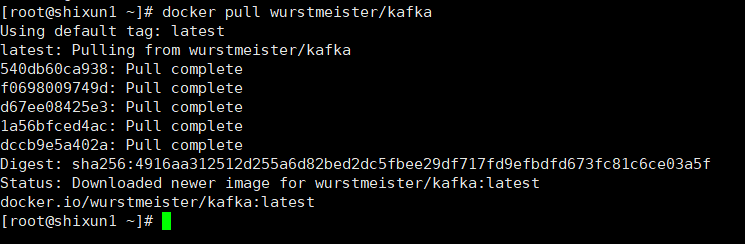 [root@shixun1 ~]# docker pull wurstmeister/kafka
Using default tag: latest
latest: Pulling from wurstmeister/kafka
540db60ca938: Pull complete
f0698009749d: Pull complete
d67ee08425e3: Pull complete
1a56bfced4ac: Pull complete
dccb9e5a402a: Pull complete
Digest: sha256:4916aa312512d255a6d82bed2dc5fbee29df717fd9efbdfd673fc81c6ce03a5f
Status: Downloaded newer image for wurstmeister/kafka:latest
docker.io/wurstmeister/kafka:latest
[root@shixun1 ~]#